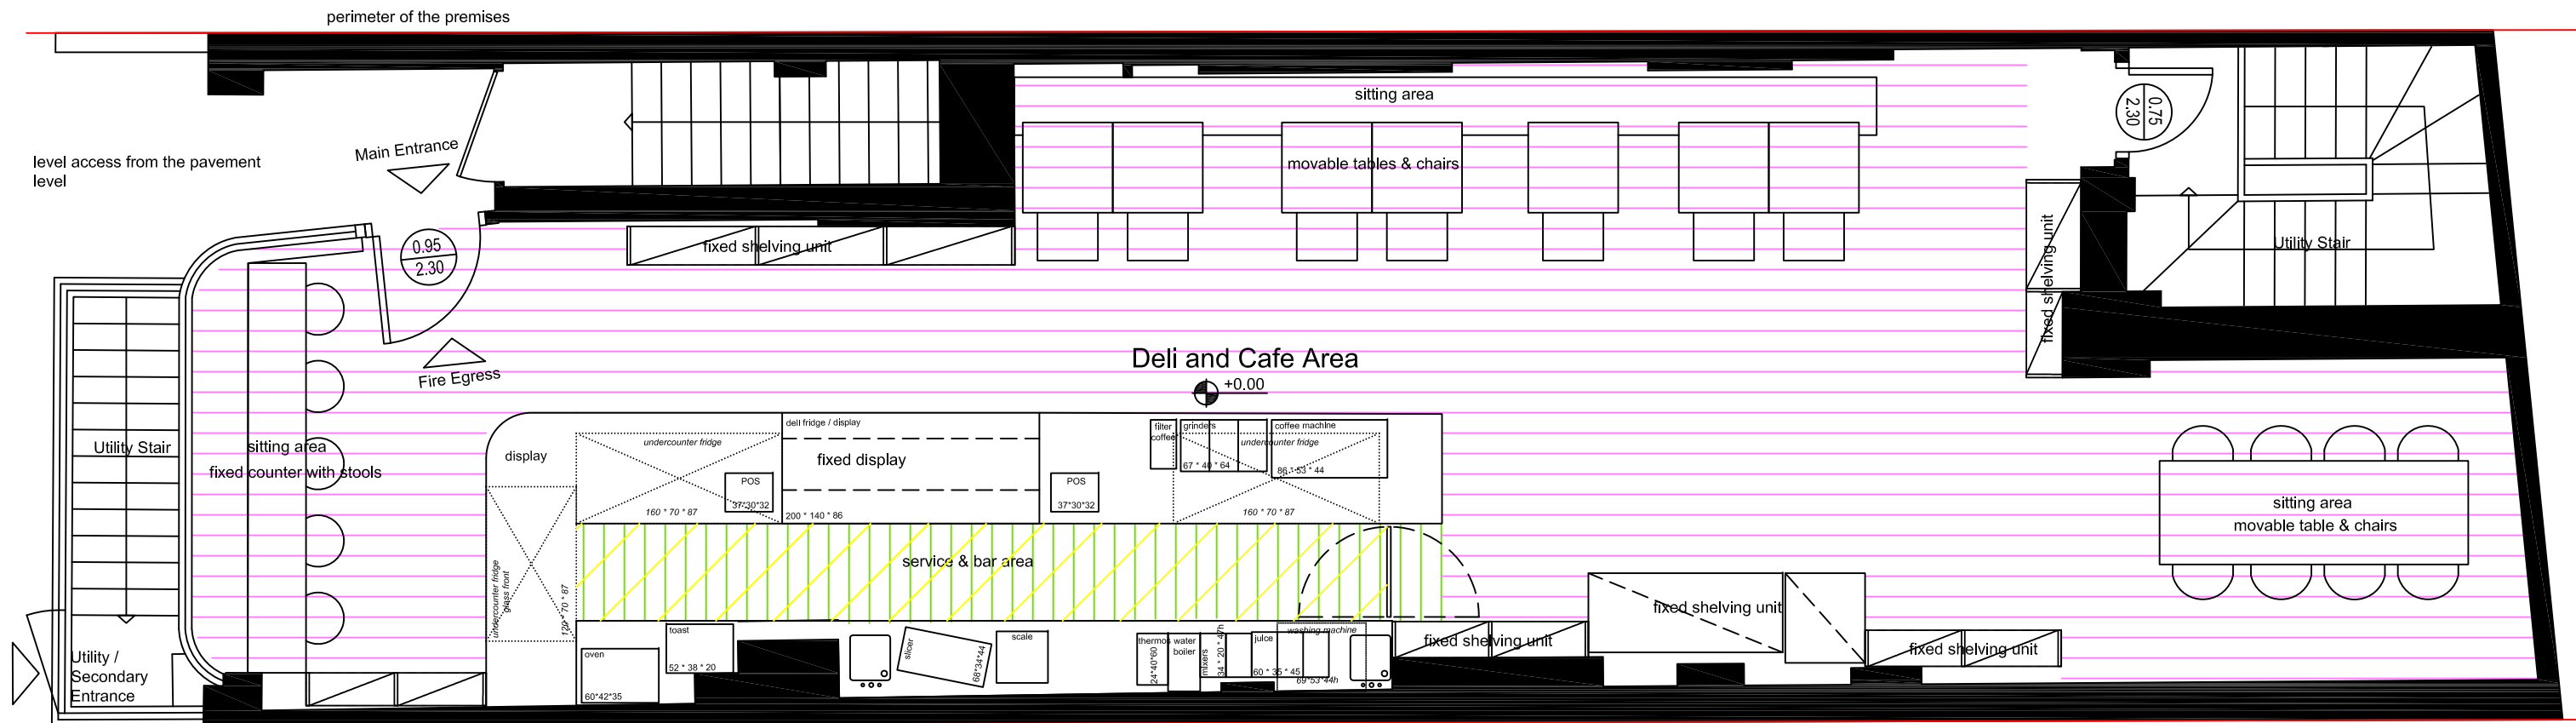 perimeter of the premises
level access from the pavement
level
Main Entrance
0.95
2.30
Fire Egress
fixed shelving unit
sitting area
movable tables & chairs
0.75
2.30
fixed shelving unit
Utility Stair
Deli and Cafe Area
+0.00
Utility Stair
sitting area
fixed counter with stools
display
undercounter fridge
160 * 70 * 87
POS
37*30*32
deli fridge / display
fixed display
200 * 140 * 86
POS
37*30*32
filter
coffee
grinders
67 * 40 * 64
undercounter fridge
coffee machine
86 * 53 * 44
160 * 70 * 87
undercounter fridge
glass front
120 * 70 * 87
service & bar area
sitting area
movable table & chairs
Utility /
Secondary
Entrance
oven
60*42*35
toast
52 * 38 * 20
slicer
68*34*44
scale
thermos
24*40*60
water
boiler
mixers
34 * 20 * 47h
juice
60 * 35 * 45
washing machine
69*53*44h
fixed shelving unit
fixed shelving unit
fixed shelving unit